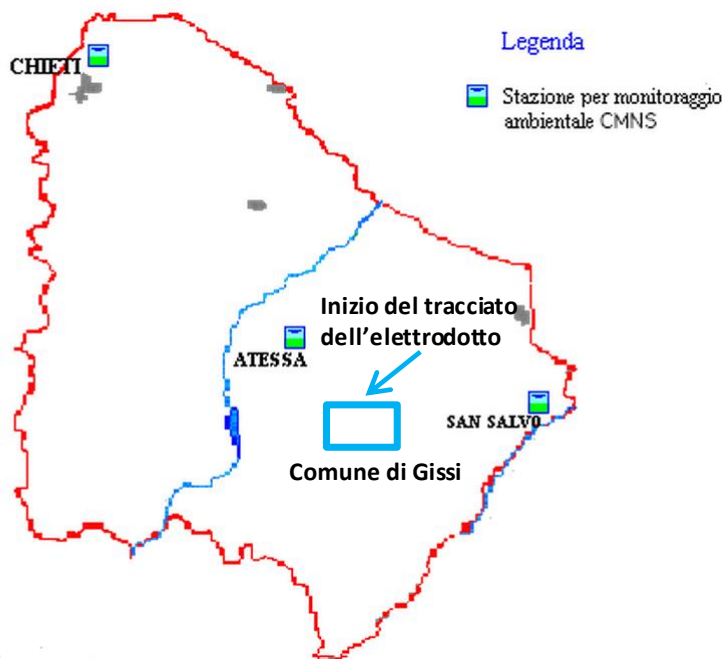 Legenda
CHIETI
Stazione per monitoraggio
ambientale CMNS
Inizio del tracciato
dell'elettrodotto
ATESSA
SAN SALVO
Comune di Gissi